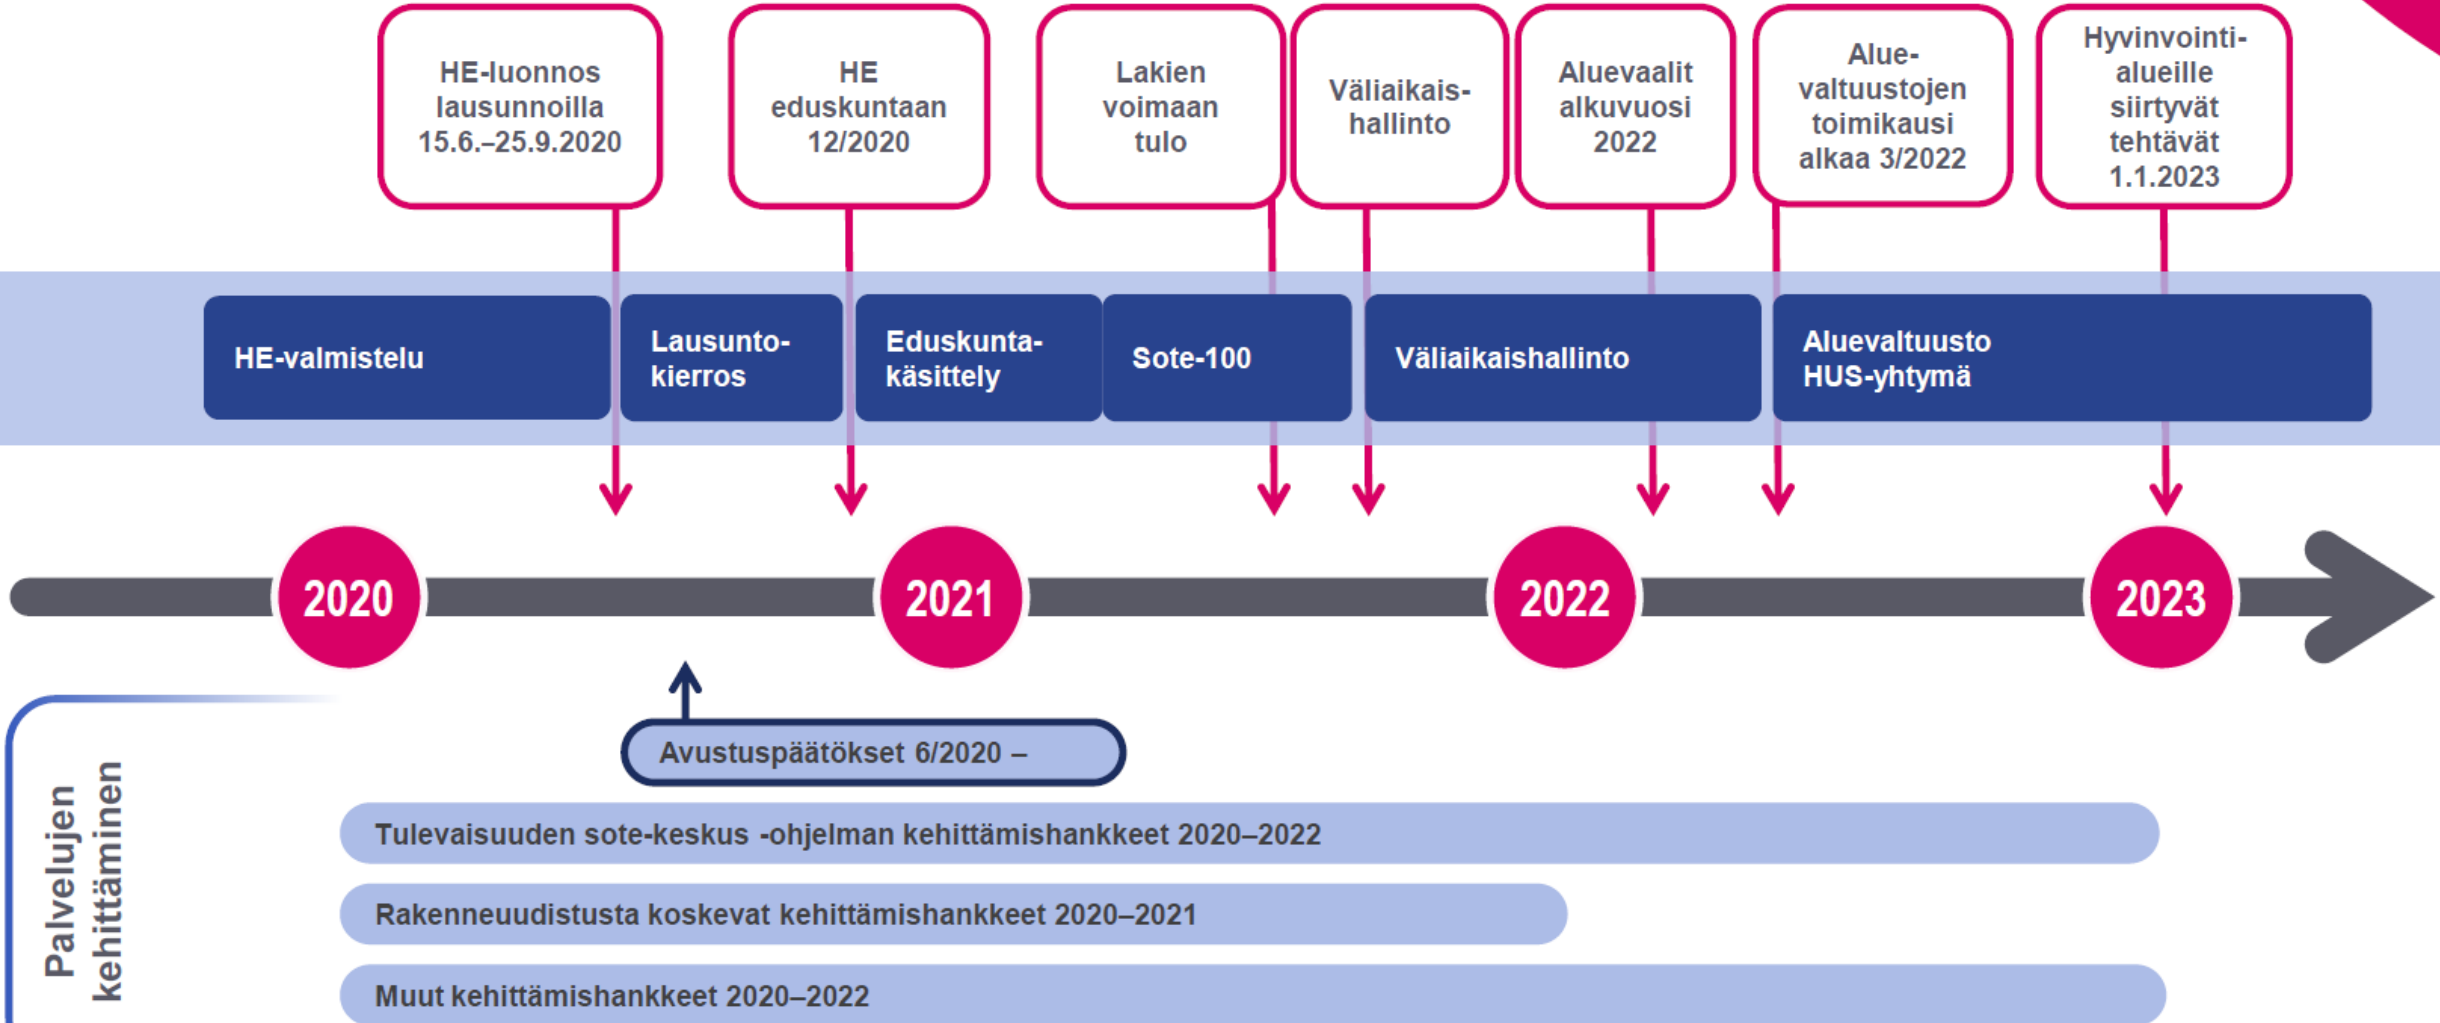 HE-luonnos
lausunnoilla
15.6.–25.9.2020
HE
eduskuntaan
12/2020
Lakien
voimaan
tulo
Väliaikais-
hallinto
Aluevaalit
alkuvuosi
2022
Alue-
valtuustojen
toimikausi
alkaa 3/2022
Hyvinvointi-
alueille
siirtyvät
tehtävät
1.1.2023
HE-valmistelu
Lausunto-
kierros
Eduskunta-
käsittely
Sote-100
Väliaikaishallinto
Aluevaltuusto
HUS-yhtymä
2020
2021
2022
2023
Avustuspäätökset 6/2020 –
Palvelujen
kehittäminen
Tulevaisuuden sote-keskus -ohjelman kehittämishankkeet 2020–2022
Rakenneuudistusta koskevat kehittämishankkeet 2020–2021
Muut kehittämishankkeet 2020–2022